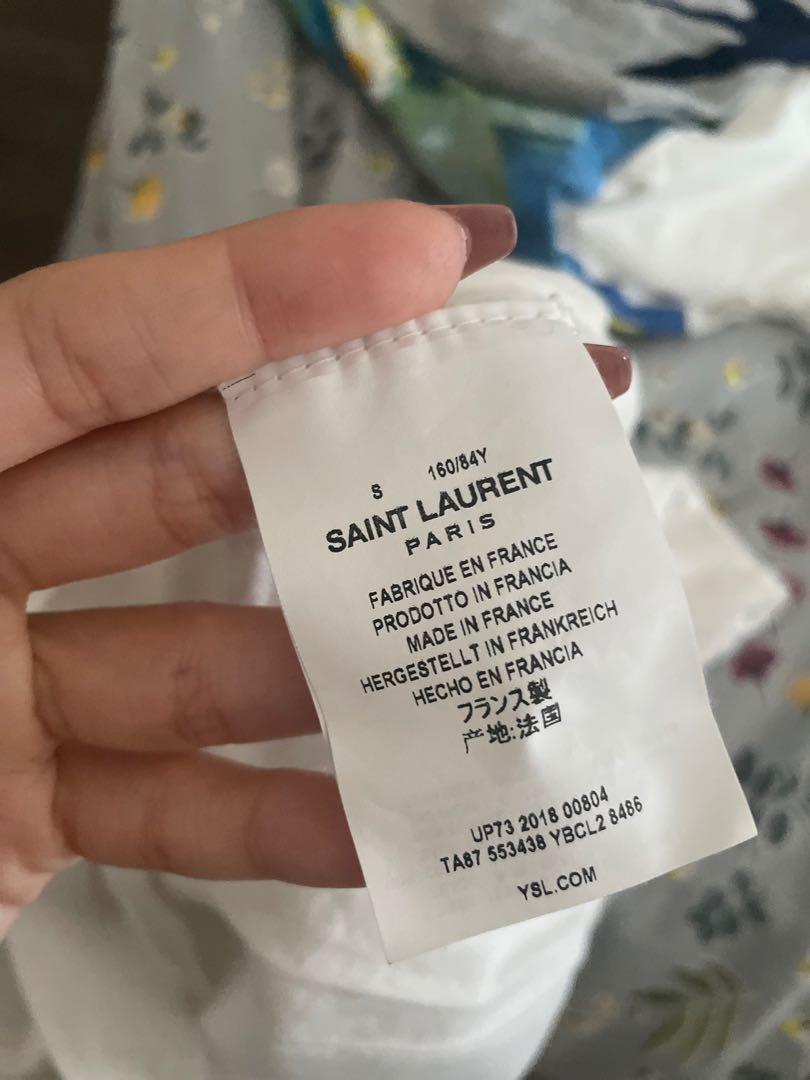 S 160/84Y
SAINT LAURENT
PARIS
FABRIQUE EN FRANCE
PRODOTTO IN FRANCIA
MADE IN FRANCE
HERGESTELLT IN FRANKREICH
HECHO EN FRANCIA
フランス製
产地:法国
UP73 2018 00804
TA87 553438 YBCL2 8486
YSL.COM